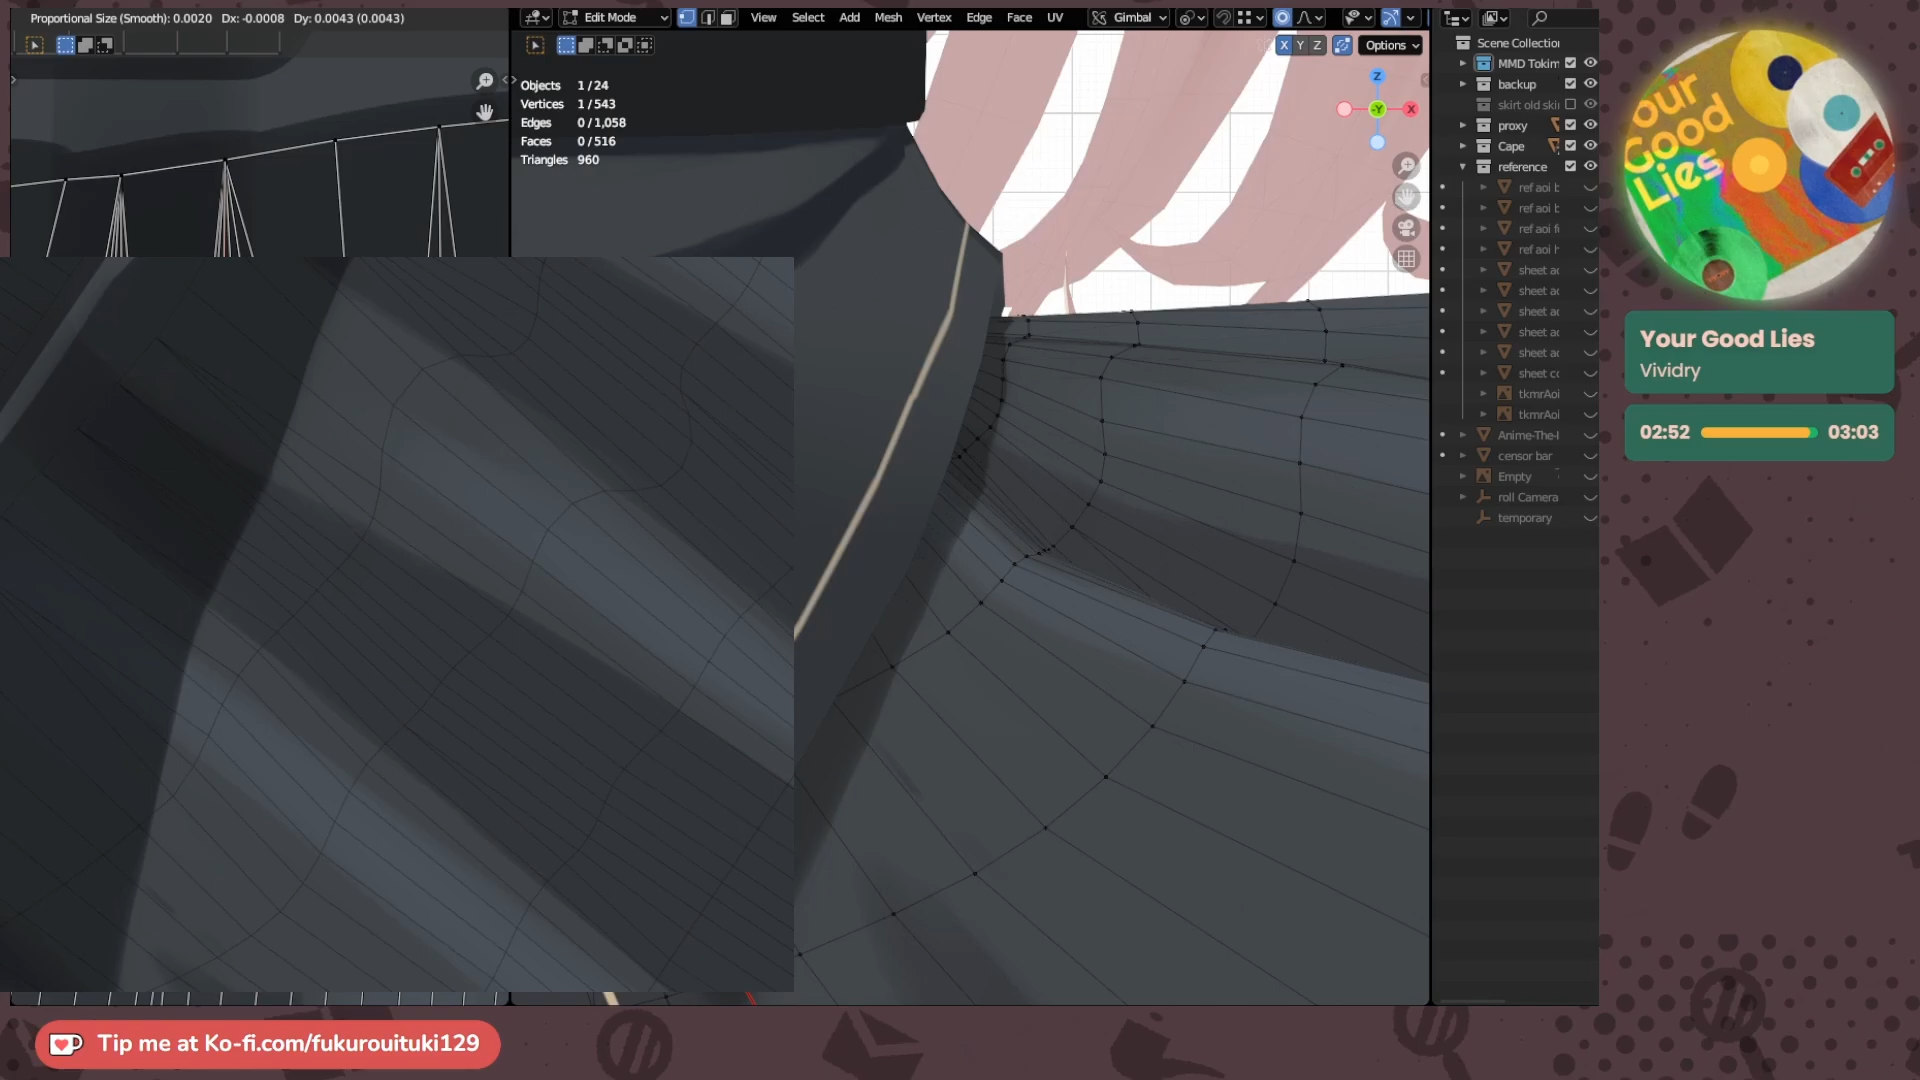 Proportional Size (Smooth): 0.0020 Dx: -0.0008 Dy: 0.0043 (0.0043)
Edit Mode View Select Add Mesh Vertex Edge Face UV Gimbal
X Y Z Options
Objects 1 / 24
Vertices 1 / 543
Edges 0 / 1,058
Faces 0 / 516
Triangles 960
Z
-Y X
Scene Collection
MMD Tokim
backup
skirt old ski
proxy
Cape
reference
ref aoi b
ref aoi b
ref aoi f
ref aoi h
sheet ac
sheet ac
sheet ac
sheet ac
sheet ac
sheet cc
tkmrAoi
tkmrAoi
Anime-The-
censor bar
Empty
roll Camera
temporary
Your
Good
Lies
Your Good Lies
Vividry
02:52 03:03
Tip me at Ko-fi.com/fukurouituki129